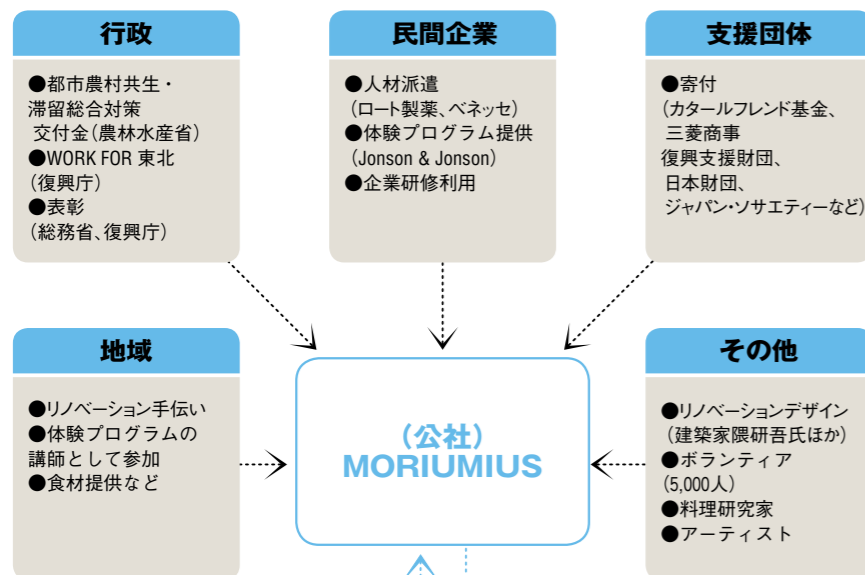 行政
●都市農村共生・
滞留総合対策
交付金(農林水産省)
●WORK FOR 東北
(復興庁)
●表彰
(総務省、復興庁)
民間企業
●人材派遣
(ロート製薬、ベネッセ)
●体験プログラム提供
(Jonson & Jonson)
●企業研修利用
支援団体
●寄付
(カタールフレンド基金、
三菱商事
復興支援財団、
日本財団、
ジャパン・ソサエティーなど)
地域
●リノベーション手伝い
●体験プログラムの
講師として参加
●食材提供など
(公社)
MORIUMIUS
その他
●リノベーションデザイン
(建築家隈研吾氏ほか)
●ボランティア
(5,000人)
●料理研究家
●アーティスト